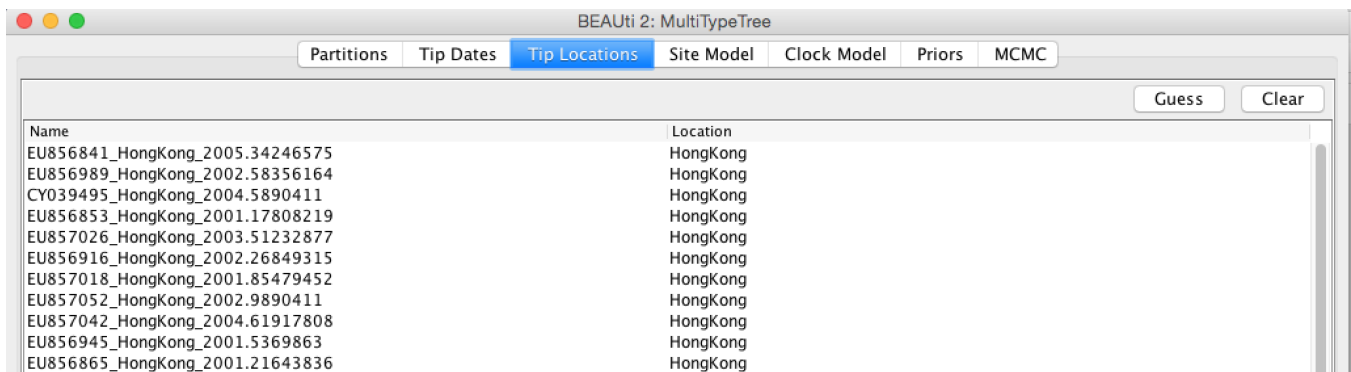 BEAUti 2: MultiTypeTree
Partitions Tip Dates Tip Locations Site Model Clock Model Priors MCMC
Guess Clear
Name Location
EU856841_HongKong_2005.34246575 HongKong
EU856989_HongKong_2002.58356164 HongKong
CY039495_HongKong_2004.5890411 HongKong
EU856853_HongKong_2001.17808219 HongKong
EU857026_HongKong_2003.51232877 HongKong
EU856916_HongKong_2002.26849315 HongKong
EU857018_HongKong_2001.85479452 HongKong
EU857052_HongKong_2002.9890411 HongKong
EU857042_HongKong_2004.61917808 HongKong
EU856945_HongKong_2001.5369863 HongKong
EU856865_HongKong_2001.21643836 HongKong